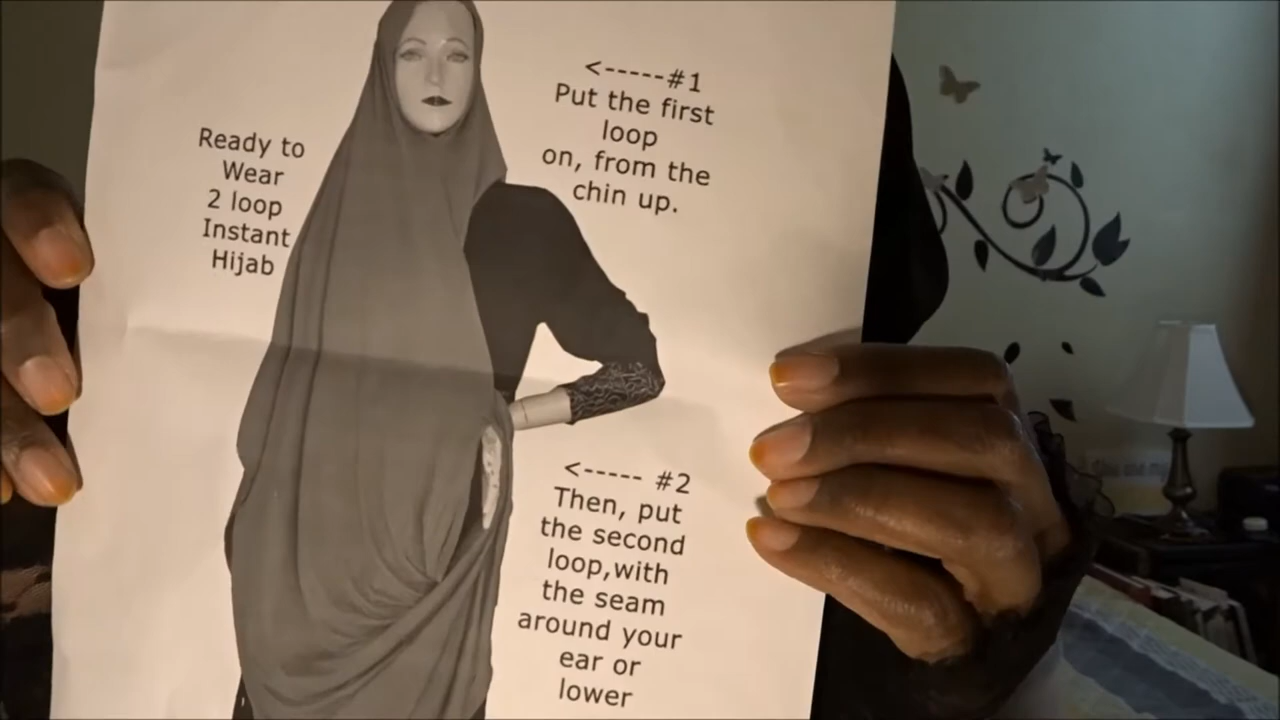 Ready to
Wear
2 loop
Instant
Hijab
<------#1
Put the first
loop
on, from the
chin up.
<----- #2
Then, put
the second
loop,with
the seam
around your
ear or
lower